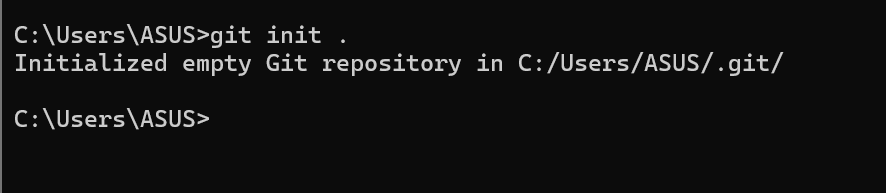 C:\Users\ASUS>git init .
Initialized empty Git repository in C:/Users/ASUS/.git/
C:\Users\ASUS>